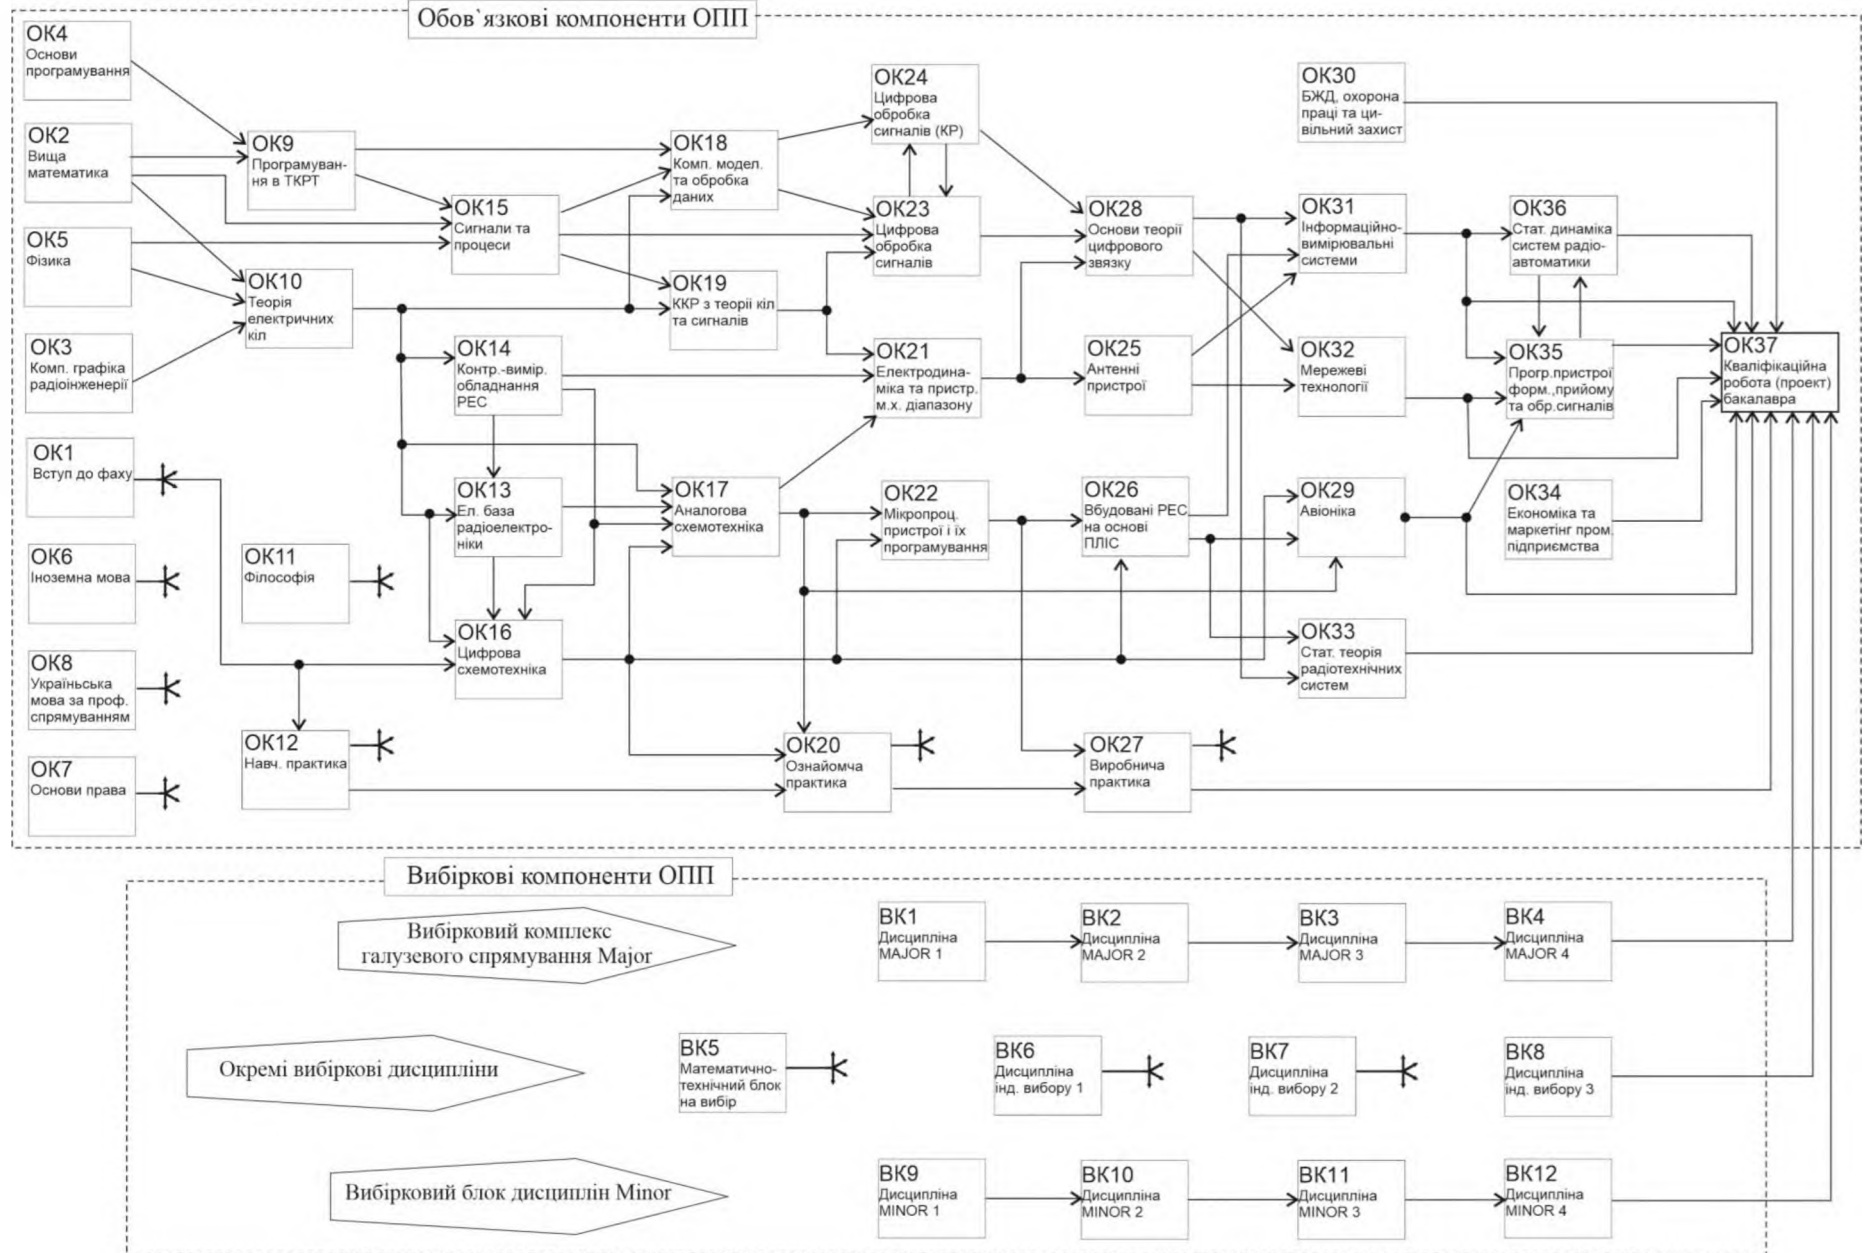 Обов`язкові компоненти ОПП
ОК4
Основи
програмування
ОК2
Вища
математика
ОК5
Фізика
ОК3
Комп. графіка
радіоінженерії
ОК1
Вступ до фаху
ОК6
Іноземна мова
ОК8
Україньська
мова за проф.
спрямуванням
ОК7
Основи права
ОК9
Програмуван-
ня в ТКРТ
ОК10
Теорія
електричних
кіл
ОК11
Філософія
ОК12
Навч. практика
ОК15
Сигнали та
процеси
ОК14
Контр.-вимір.
обладнання
РЕС
ОК13
Ел. база
радіоелектро-
ніки
ОК16
Цифрова
схемотехніка
ОК18
Комп. модел.
та обробка
даних
ОК19
ККР з теорії кіл
та сигналів
ОК17
Аналогова
схемотехніка
ОК24
Цифрова
обробка
сигналів (КР)
ОК23
Цифрова
обробка
сигналів
ОК21
Електродина-
міка та пристр.
м.х. діапазону
ОК22
Мікропроц.
пристрої і їх
програмування
ОК20
Ознайомча
практика
ОК28
Основи теорії
цифрового
звязку
ОК25
Антенні
пристрої
ОК26
Вбудовані РЕС
на основі
ПЛІС
ОК27
Виробнича
практика
ОК30
БЖД, охорона
праці та ци-
вільний захист
ОК31
Інформаційно-
вимірювальні
системи
ОК32
Мережеві
технології
ОК29
Авіоніка
ОК33
Стат. теорія
радіотехнічних
систем
ОК36
Стат. динаміка
систем радіо-
автоматики
ОК35
Прогр.пристрої
форм.,прийому
та обр.сигналів
ОК34
Економіка та
маркетінг пром.
підприємства
ОК37
Кваліфікаційна
робота (проект)
бакалавра
Вибіркові компоненти ОПП
Вибірковий комплекс
галузевого спрямування Major
ВК1
Дисципліна
MAJOR 1
ВК2
Дисципліна
MAJOR 2
ВК3
Дисципліна
MAJOR 3
ВК4
Дисципліна
MAJOR 4
Окремі вибіркові дисципліни
ВК5
Математично-
технічний блок
на вибір
ВК6
Дисципліна
інд. вибору 1
ВК7
Дисципліна
інд. вибору 2
ВК8
Дисципліна
інд. вибору 3
Вибірковий блок дисциплін Minor
ВК9
Дисципліна
MINOR 1
ВК10
Дисципліна
MINOR 2
ВК11
Дисципліна
MINOR 3
ВК12
Дисципліна
MINOR 4